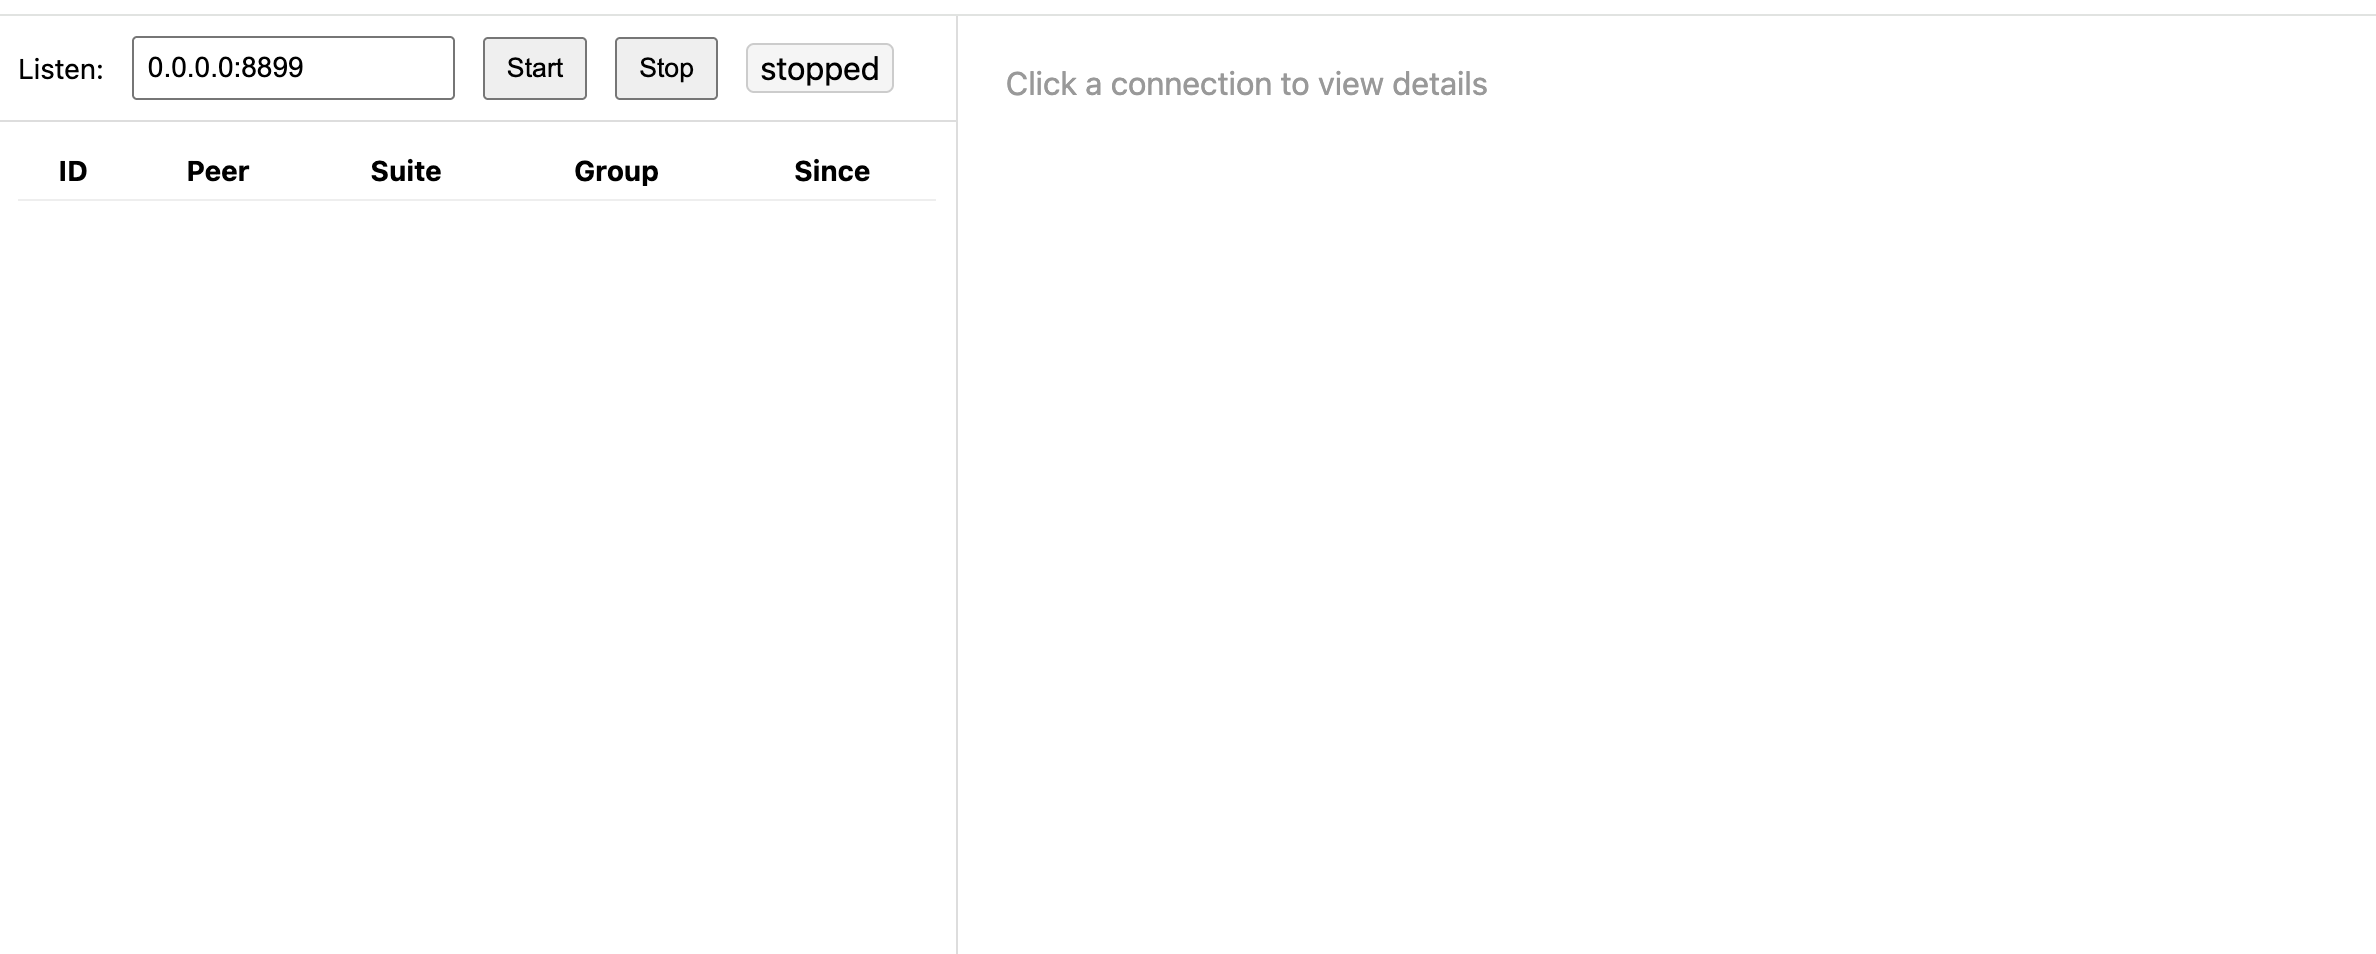 Listen: 0.0.0.0:8899 Start Stop stopped
ID Peer Suite Group Since
Click a connection to view details